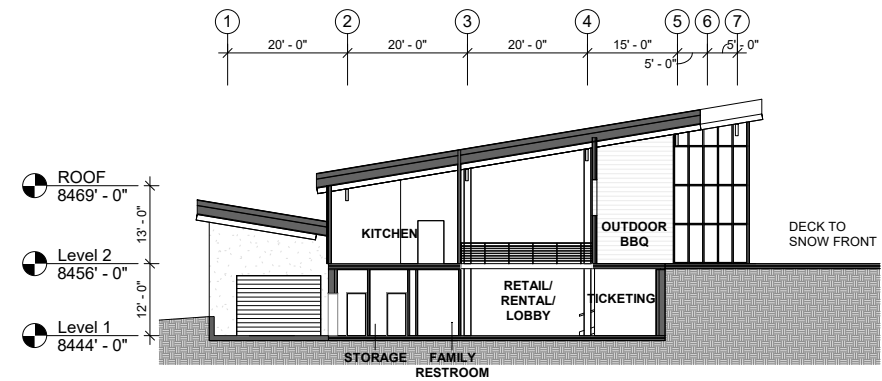 1 2 3 4 5 6 7
20' - 0" 20' - 0" 20' - 0" 15' - 0" 5' - 0"
5' - 0"
ROOF
8469' - 0"
13' - 0"
KITCHEN
OUTDOOR
BBQ
DECK TO
SNOW FRONT
Level 2
8456' - 0"
12' - 0"
RETAIL/
RENTAL/
LOBBY
TICKETING
Level 1
8444' - 0"
STORAGE
FAMILY
RESTROOM